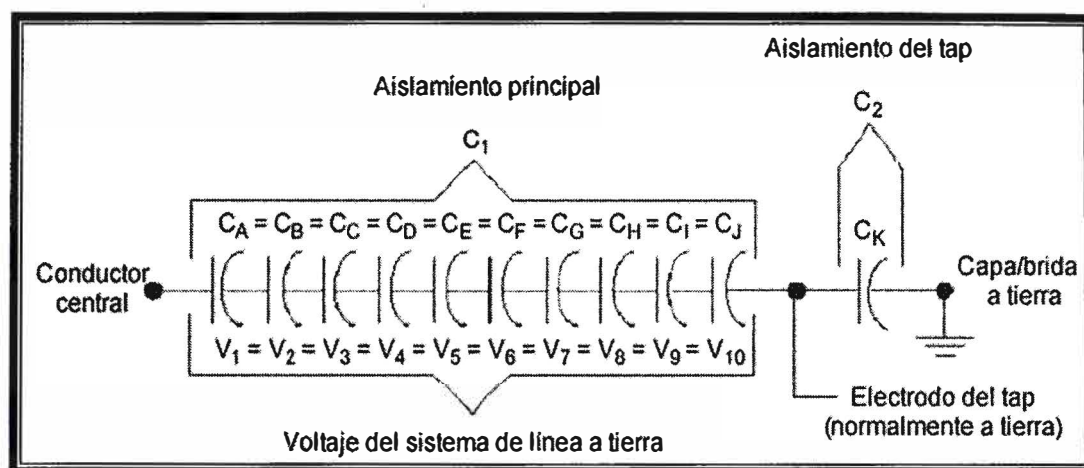 Aislamiento del tap
Aislamiento principal
C2
C1
CA = CB = CC = CD = CE = CF = CG = CH = CI = CJ
CK
Conductor
central
Capa/brida
a tierra
V1 = V2 = V3 = V4 = V5 = V6 = V7 = V8 = V9 = V10
Electrodo del tap
(normalmente a tierra)
Voltaje del sistema de línea a tierra